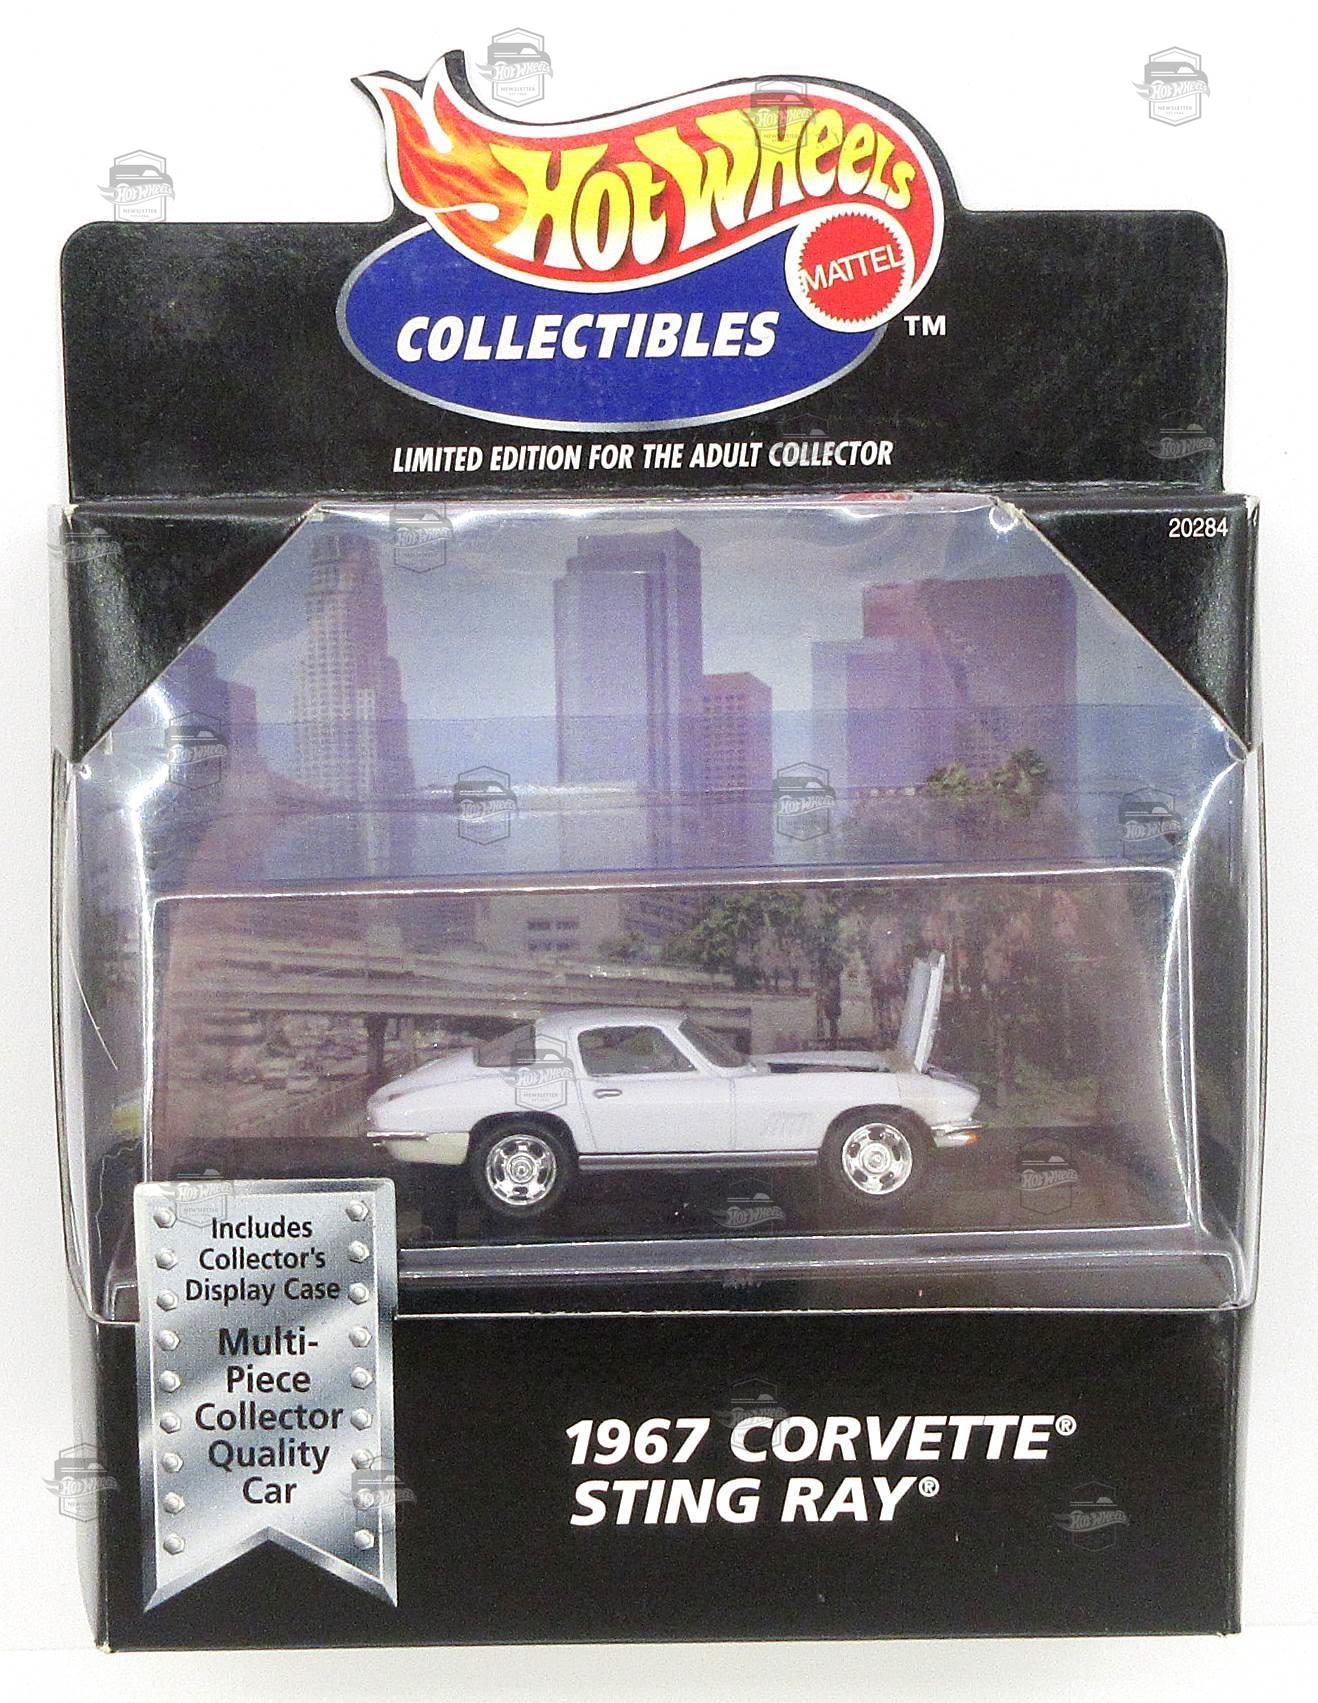 HOT WHEELS
MATTEL
COLLECTIBLES
TM
LIMITED EDITION FOR THE ADULT COLLECTOR
20284
Includes
Collector's
Display Case
Multi-
Piece
Collector
Quality
Car
1967 CORVETTE®
STING RAY®